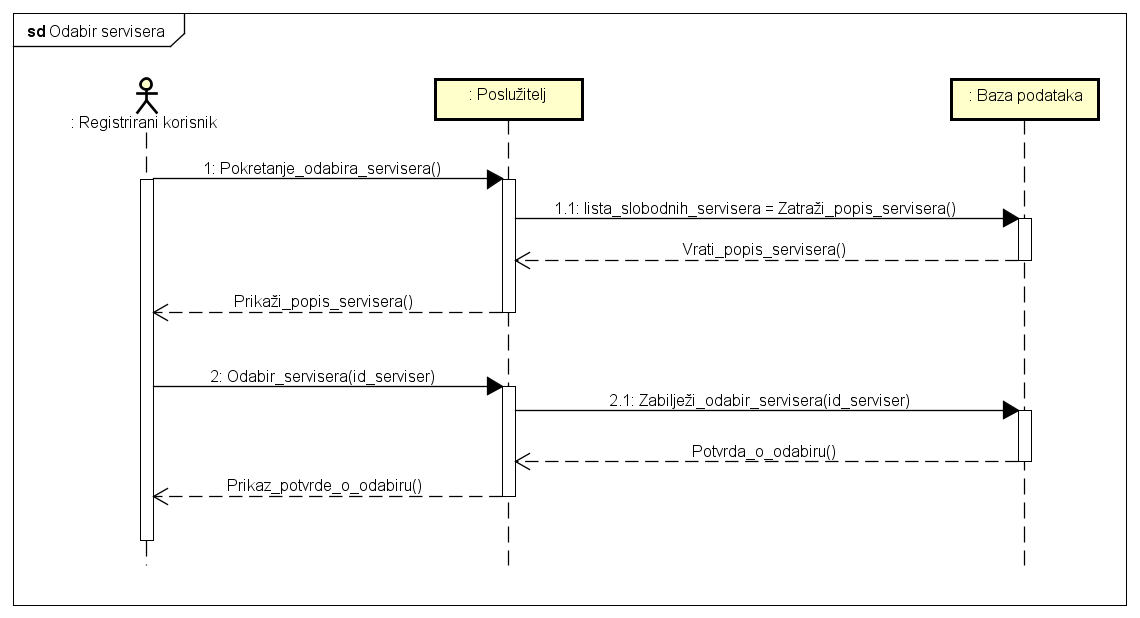 sd Odabir servisera
: Registrirani korisnik
: Poslužitelj
: Baza podataka
1: Pokretanje_odabira_servisera()
1.1: lista_slobodnih_servisera = Zatraži_popis_servisera()
Vrati_popis_servisera()
Prikaži_popis_servisera()
2: Odabir_servisera(id_serviser)
2.1: Zabilježi_odabir_servisera(id_serviser)
Potvrda_o_odabiru()
Prikaz_potvrde_o_odabiru()